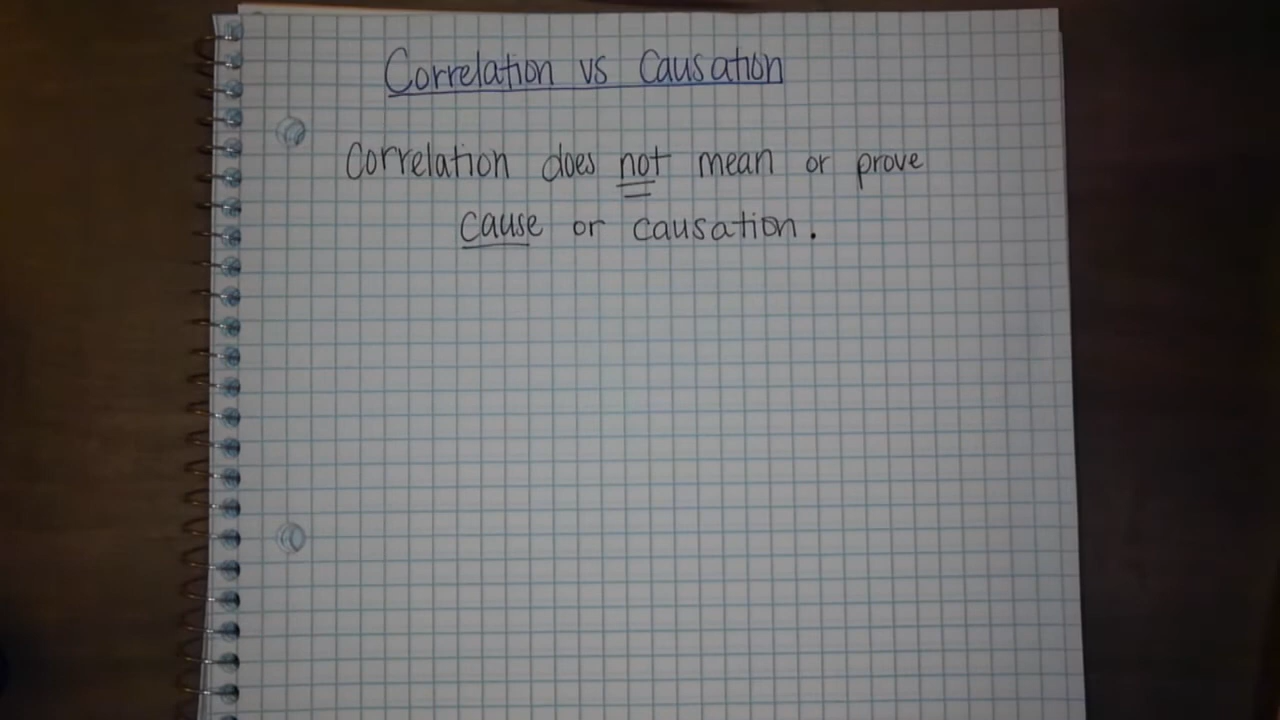 Correlation vs Causation
Correlation does not mean or prove
cause or causation.